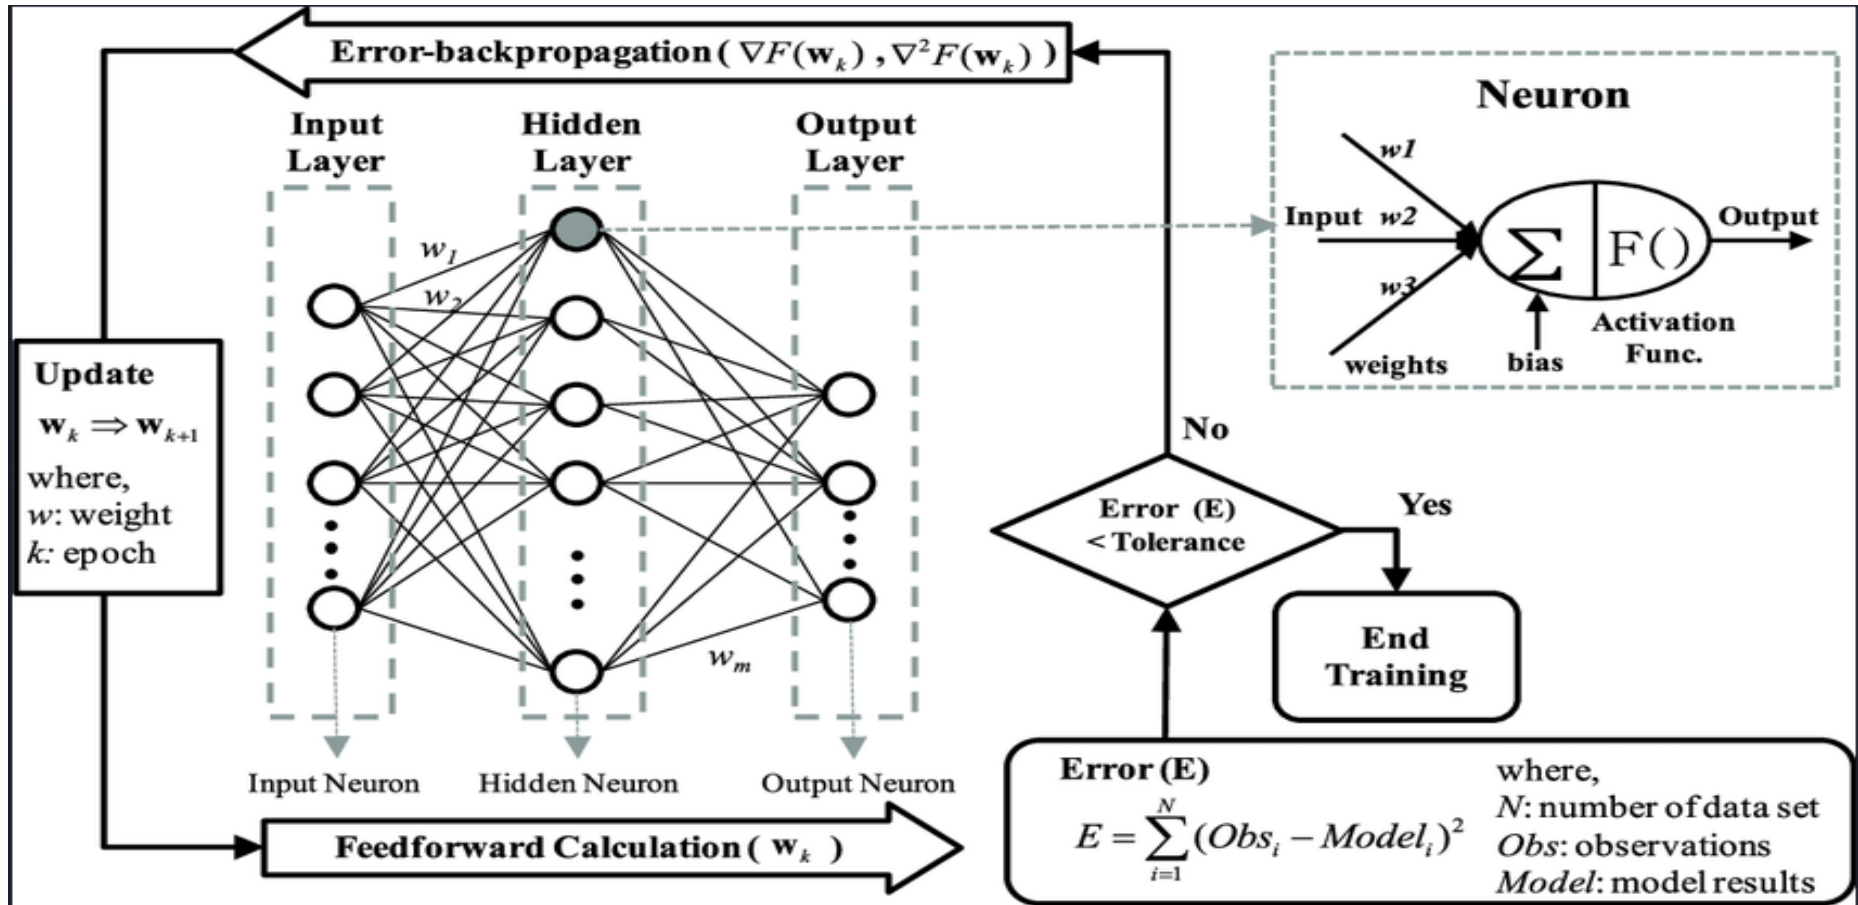 Error-backpropagation ( ∇F(w_k) , ∇²F(w_k) )
Input
Layer
Hidden
Layer
Output
Layer
w_1
w_2
w_m
Input Neuron
Hidden Neuron
Output Neuron
Update
w_k ⇒ w_{k+1}
where,
w: weight
k: epoch
Feedforward Calculation ( w_k )
Neuron
w1
Input w2
w3
weights
Σ
F()
bias
Output
Activation
Func.
No
Error (E)
< Tolerance
Yes
End
Training
Error (E)
E = \sum_{i=1}^{N} (Obs_i − Model_i)²
where,
N: number of data set
Obs: observations
Model: model results